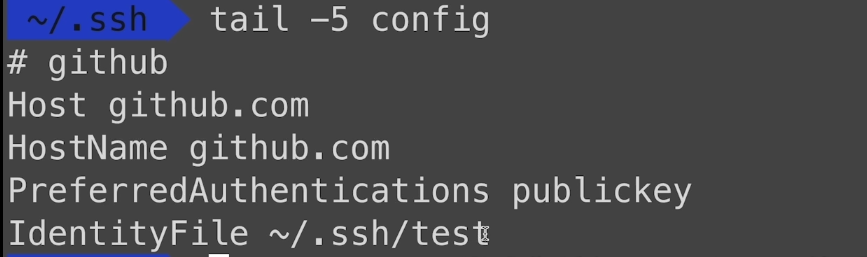 ~/.ssh tail -5 config
# github
Host github.com
HostName github.com
PreferredAuthentications publickey
IdentityFile ~/.ssh/test